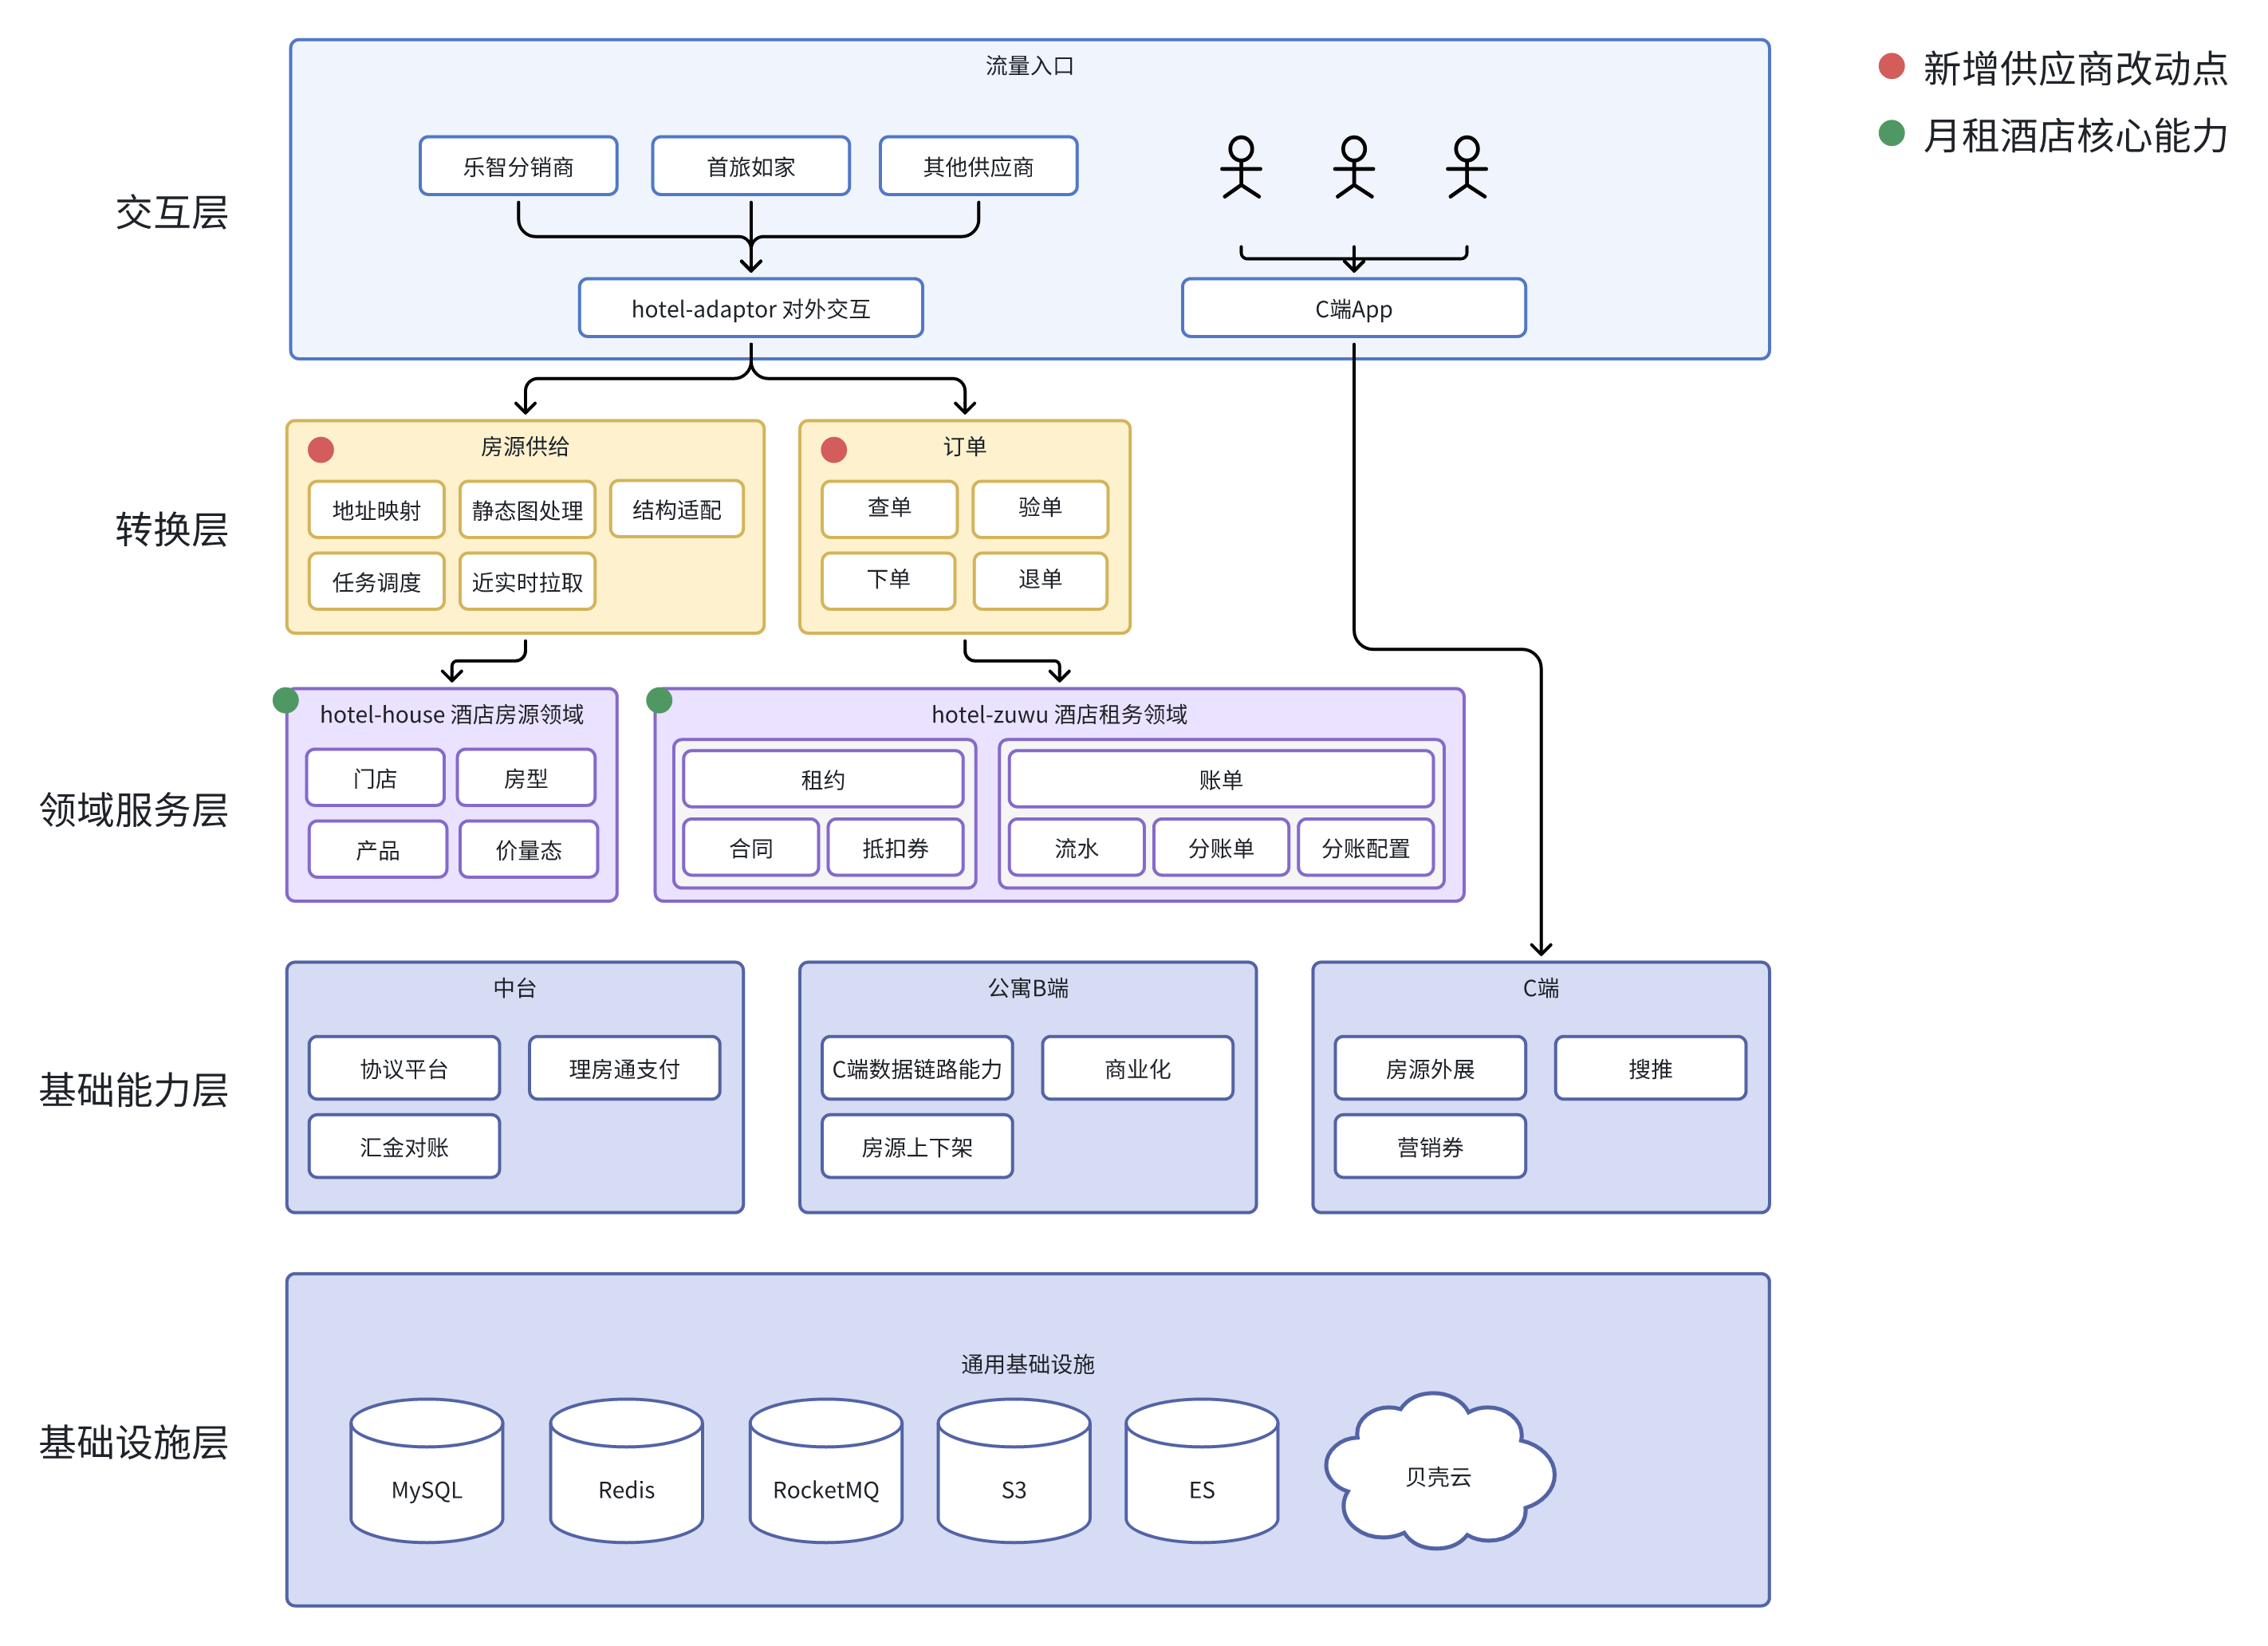 新增供应商改动点
月租酒店核心能力
交互层
流量入口
乐智分销商
首旅如家
其他供应商
hotel-adaptor 对外交互
C端App
转换层
房源供给
地址映射
静态图处理
结构适配
任务调度
近实时拉取
订单
查单
验单
下单
退单
领域服务层
hotel-house 酒店房源领域
门店
房型
产品
价量态
hotel-zuwu 酒店租务领域
租约
合同
抵扣券
账单
流水
分账单
分账配置
基础能力层
中台
协议平台
理房通支付
汇金对账
公寓B端
C端数据链路能力
商业化
房源上下架
C端
房源外展
搜推
营销券
基础设施层
通用基础设施
MySQL
Redis
RocketMQ
S3
ES
贝壳云